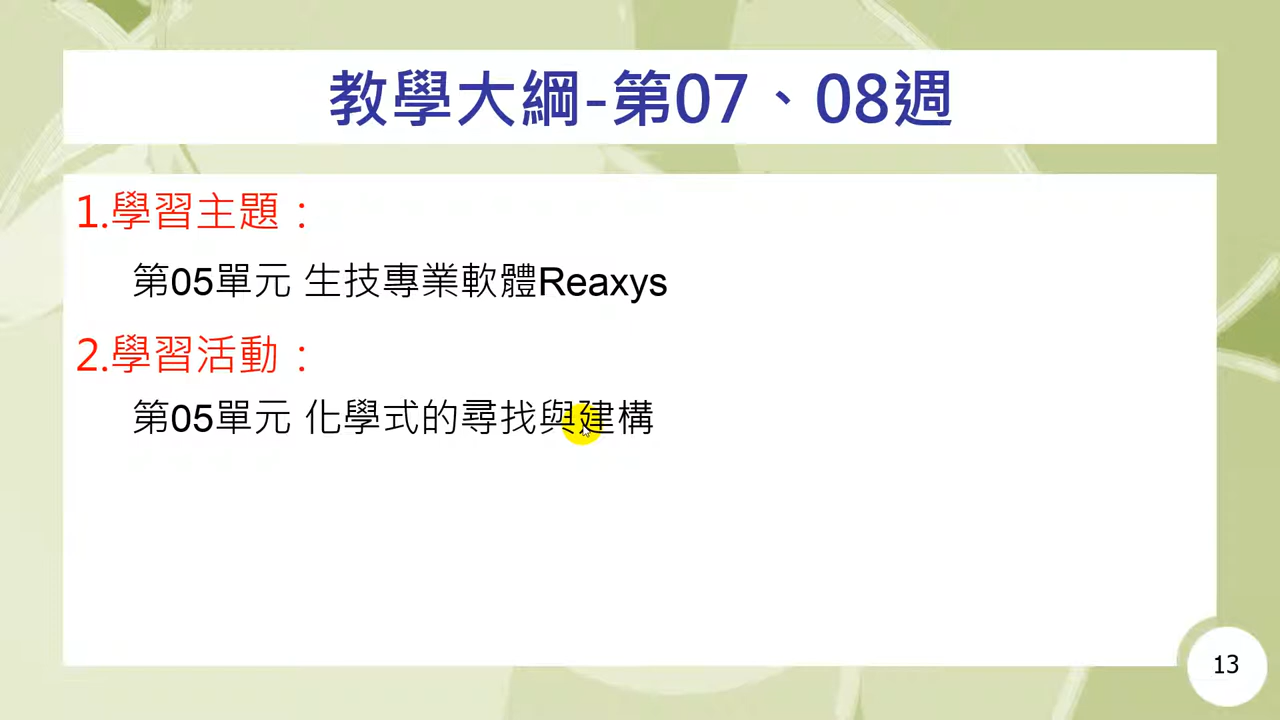 教學大綱-第07、08週
1.學習主題：
第05單元 生技專業軟體Reaxys
2.學習活動：
第05單元 化學式的尋找與建構
13